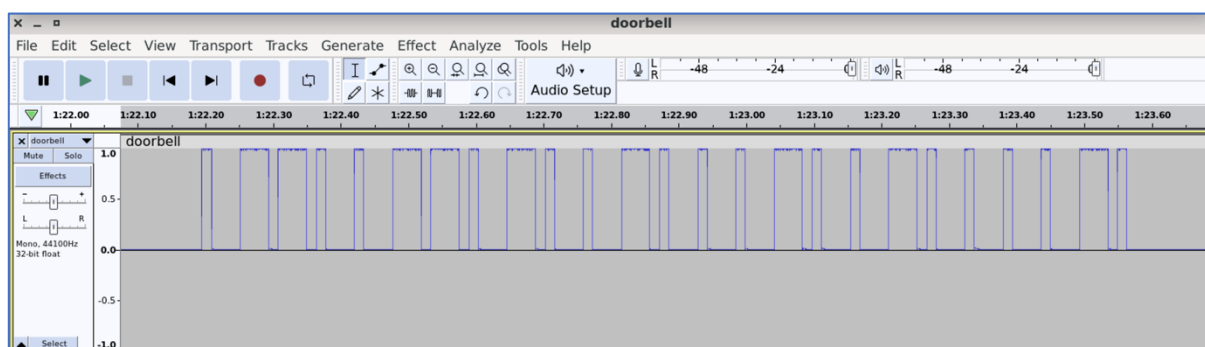 doorbell
File Edit Select View Transport Tracks Generate Effect Analyze Tools Help
L R -48 -24 L R -48 -24
Audio Setup
1:22.00 1:22.10 1:22.20 1:22.30 1:22.40 1:22.50 1:22.60 1:22.70 1:22.80 1:22.90 1:23.00 1:23.10 1:23.20 1:23.30 1:23.40 1:23.50 1:23.60
doorbell doorbell
Mute Solo 1.0
Effects
0.5
- +
L R
Mono, 44100Hz 0.0
32-bit float
-0.5
Select -1.0